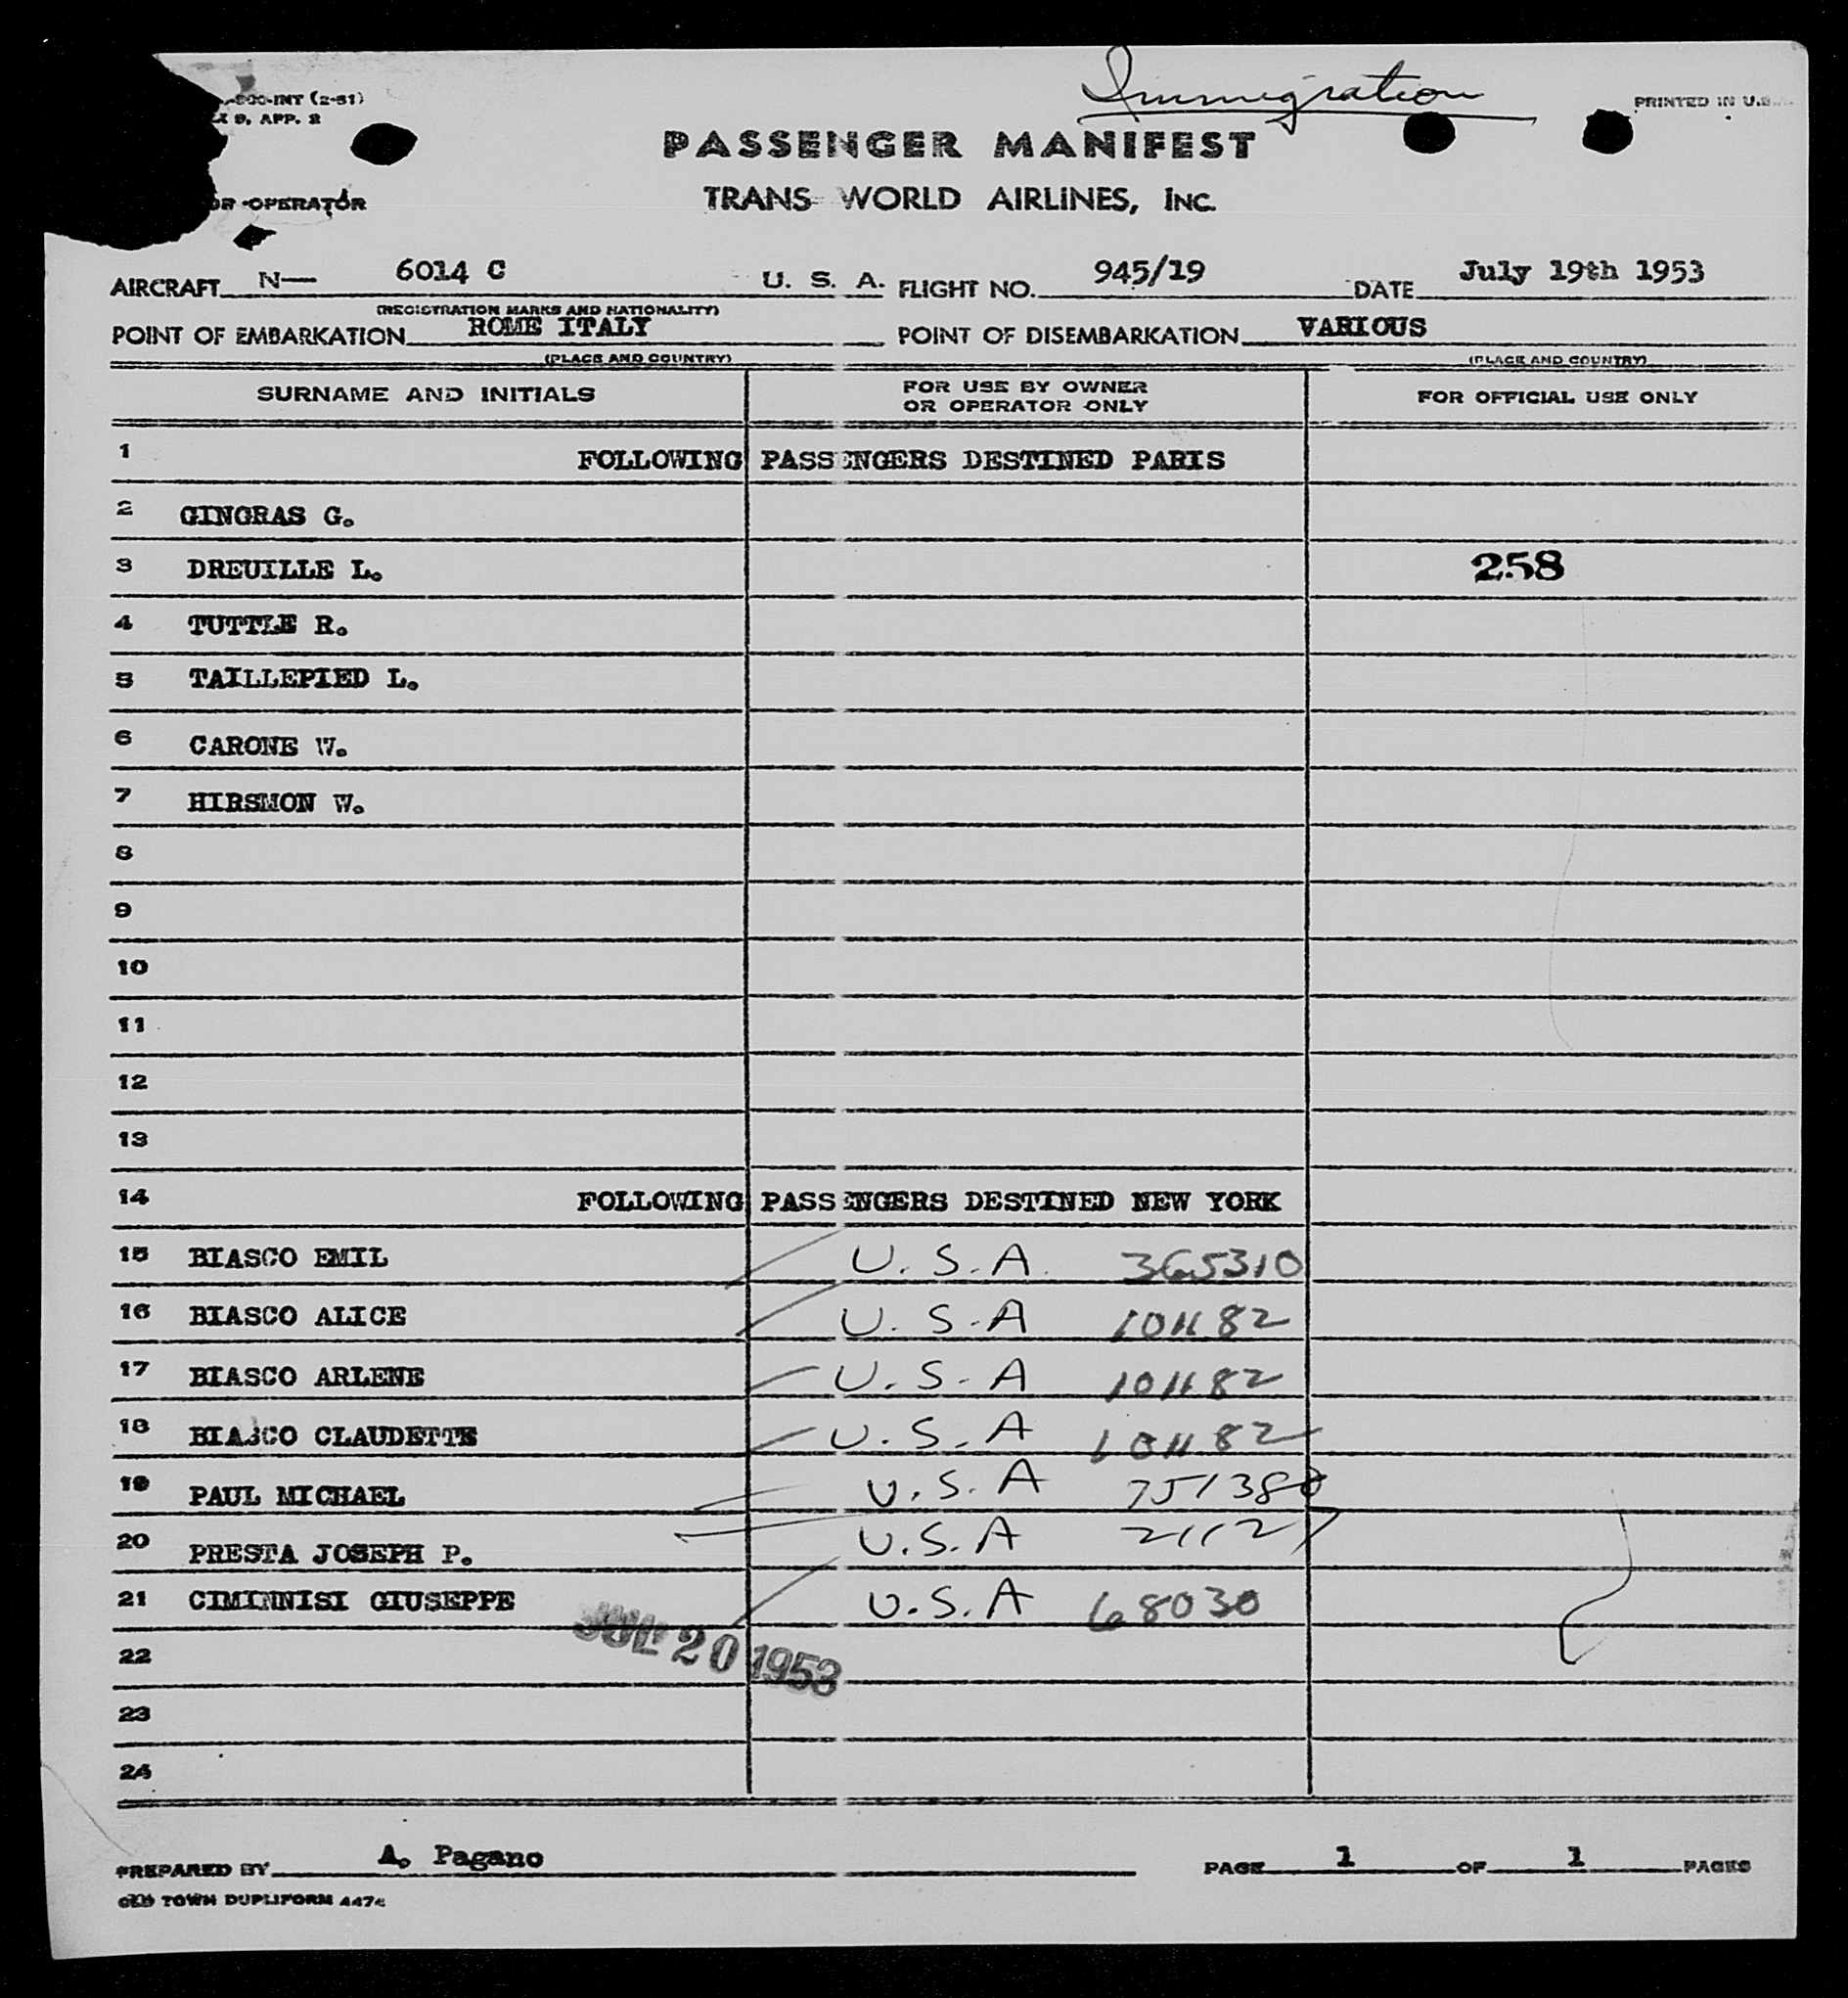 -INT (2-51)
9, APP. 2
Immigration
PRINTED IN U.S.
PASSENGER MANIFEST
OR OPERATOR
TRANS WORLD AIRLINES, INC.
AIRCRAFT N— 6014 C U. S. A. FLIGHT NO. 945/19 DATE July 19th 1953
(REGISTRATION MARKS AND NATIONALITY)
POINT OF EMBARKATION ROME ITALY POINT OF DISEMBARKATION VARIOUS
(PLACE AND COUNTRY) (PLACE AND COUNTRY)
SURNAME AND INITIALS FOR USE BY OWNER OR OPERATOR ONLY FOR OFFICIAL USE ONLY
1 FOLLOWING PASSENGERS DESTINED PARIS
2 GINGRAS G.
3 DREUILLE L. 258
4 TUTTLE R.
5 TAILLEPIED L.
6 CARONE W.
7 HIRSMON W.
8
9
10
11
12
13
14 FOLLOWING PASSENGERS DESTINED NEW YORK
15 BIASCO EMIL U.S.A. 365310
16 BIASCO ALICE U.S.A 101182
17 BIASCO ARLENE U.S.A 101182
18 BIASCO CLAUDETTE U.S.A 101182
19 PAUL MICHAEL U.S.A 751388
20 PRESTA JOSEPH P. U.S.A 21127
21 CIMINNISI GIUSEPPE U.S.A 68030
JUL 20 1953
22
23
24
PREPARED BY A. Pagano PAGE 1 OF 1 PAGES
OLD TOWN DUPLIFORM